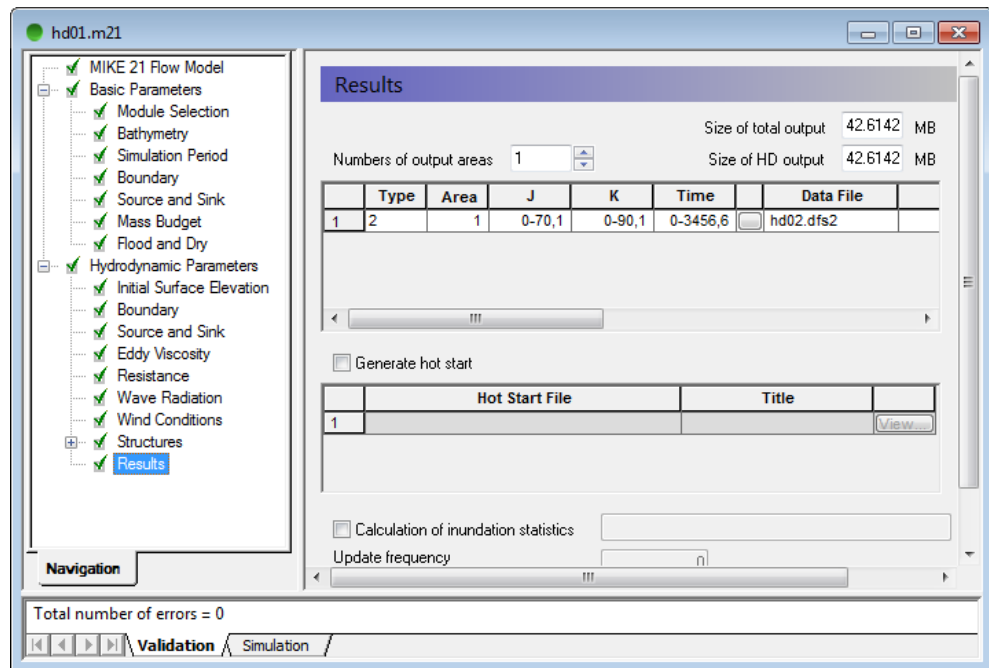 hd01.m21
MIKE 21 Flow Model
Basic Parameters
Module Selection
Bathymetry
Simulation Period
Boundary
Source and Sink
Mass Budget
Flood and Dry
Hydrodynamic Parameters
Initial Surface Elevation
Boundary
Source and Sink
Eddy Viscosity
Resistance
Wave Radiation
Wind Conditions
Structures
Results
Navigation
Results
Size of total output 42.6142 MB
Numbers of output areas 1 Size of HD output 42.6142 MB
Type Area J K Time Data File
1 2 1 0-70,1 0-90,1 0-3456,6 hd02.dfs2
Generate hot start
Hot Start File Title
1 View...
Calculation of inundation statistics
Update frequency 0
Total number of errors = 0
Validation Simulation